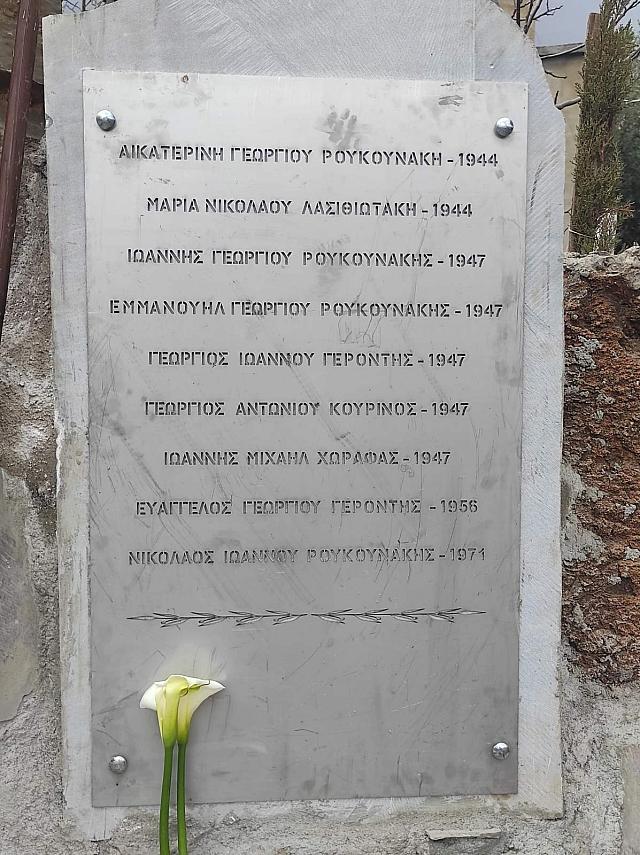 ΑΙΚΑΤΕΡΙΝΗ ΓΕΩΡΓΙΟΥ ΡΟΥΚΟΥΝΑΚΗ - 1944
ΜΑΡΙΑ ΝΙΚΟΛΑΟΥ ΛΑΣΙΘΙΩΤΑΚΗ - 1944
ΙΩΑΝΝΗΣ ΓΕΩΡΓΙΟΥ ΡΟΥΚΟΥΝΑΚΗΣ - 1947
ΕΜΜΑΝΟΥΗΛ ΓΕΩΡΓΙΟΥ ΡΟΥΚΟΥΝΑΚΗΣ - 1947
ΓΕΩΡΓΙΟΣ ΙΩΑΝΝΟΥ ΓΕΡΟΝΤΗΣ - 1947
ΓΕΩΡΓΙΟΣ ΑΝΤΩΝΙΟΥ ΚΟΥΡΙΝΟΣ - 1947
ΙΩΑΝΝΗΣ ΜΙΧΑΗΛ ΧΩΡΑΦΑΣ - 1947
ΕΥΑΓΓΕΛΟΣ ΓΕΩΡΓΙΟΥ ΓΕΡΟΝΤΗΣ - 1956
ΝΙΚΟΛΑΟΣ ΙΩΑΝΝΟΥ ΡΟΥΚΟΥΝΑΚΗΣ - 1971